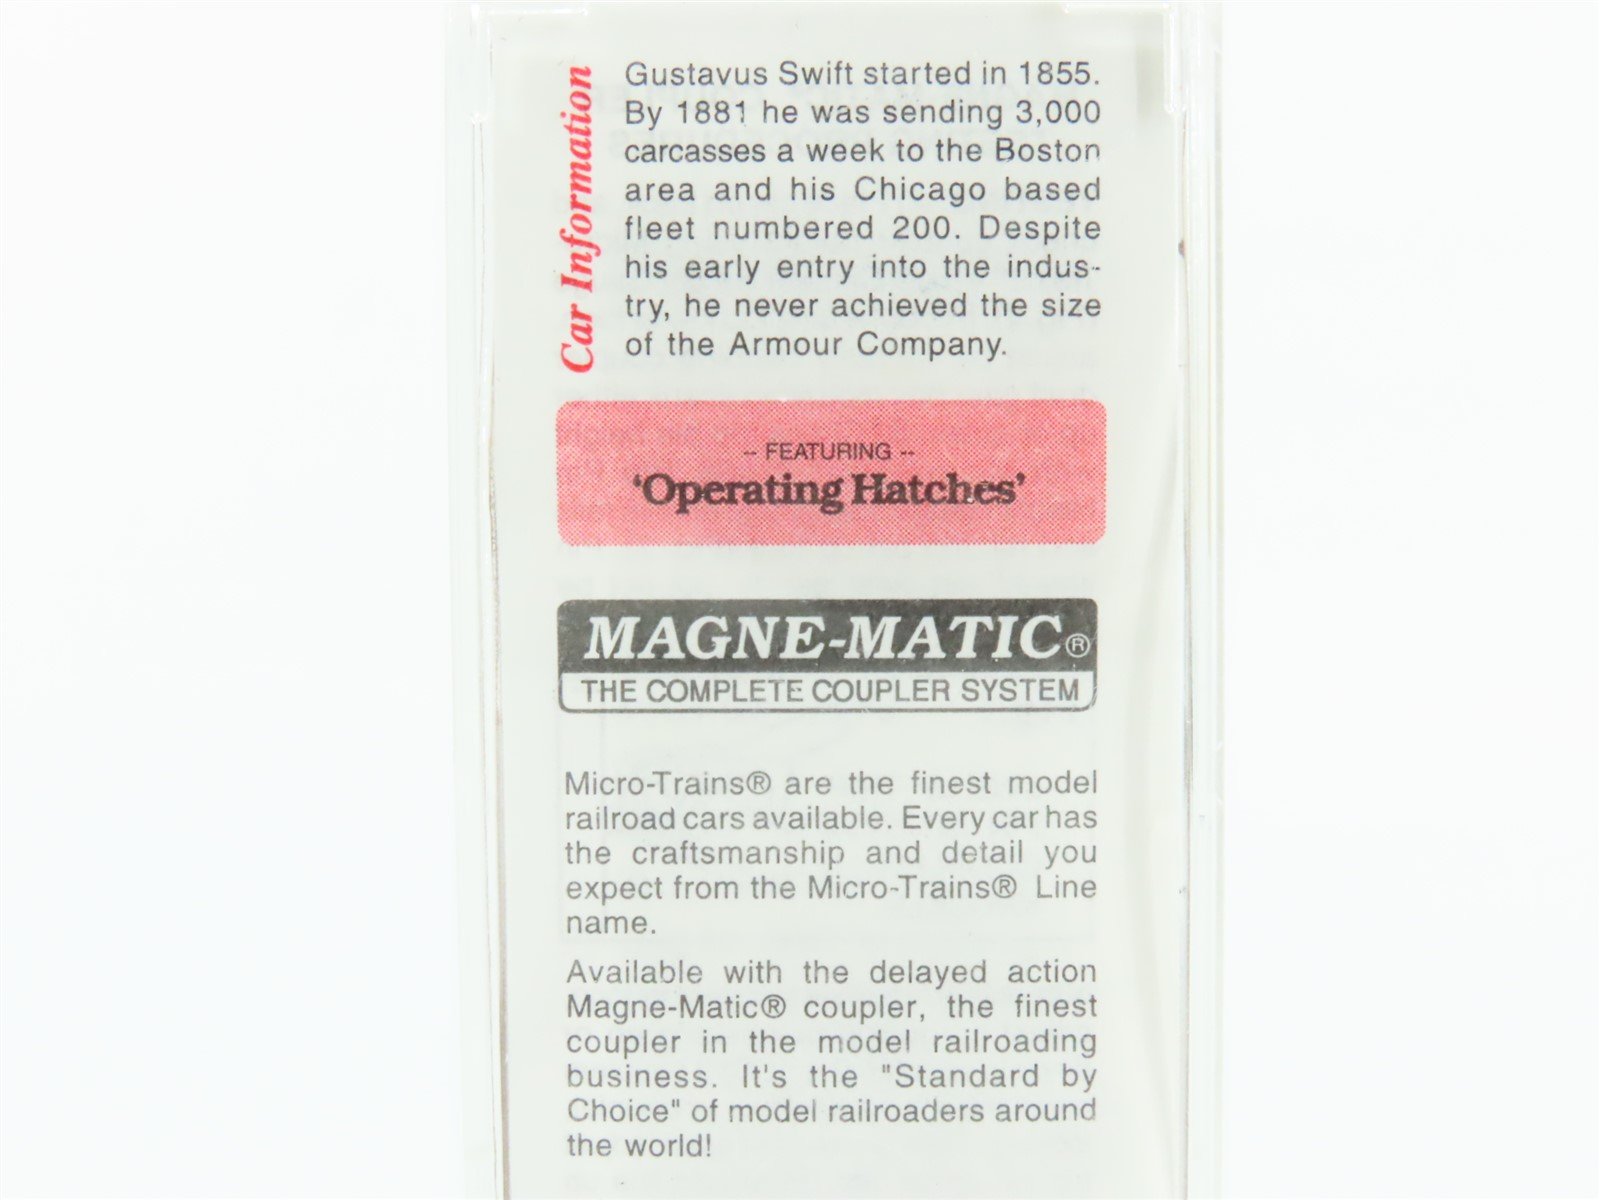 Car Information
Gustavus Swift started in 1855.
By 1881 he was sending 3,000
carcasses a week to the Boston
area and his Chicago based
fleet numbered 200. Despite
his early entry into the indus-
try, he never achieved the size
of the Armour Company.
-- FEATURING --
'Operating Hatches'
MAGNE-MATIC®
THE COMPLETE COUPLER SYSTEM
Micro-Trains® are the finest model
railroad cars available. Every car has
the craftsmanship and detail you
expect from the Micro-Trains® Line
name.
Available with the delayed action
Magne-Matic® coupler, the finest
coupler in the model railroading
business. It's the "Standard by
Choice" of model railroaders around
the world!